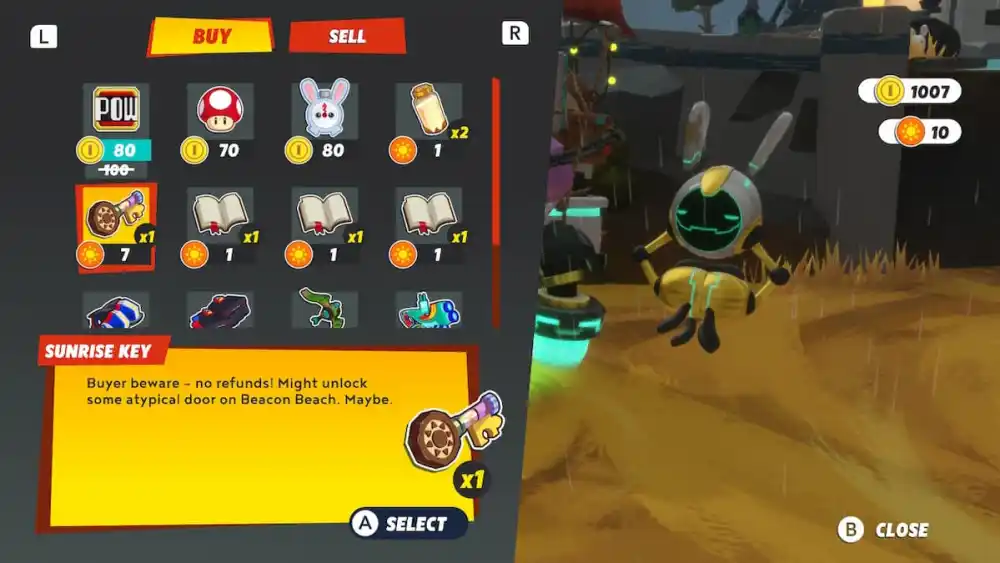 L
BUY
SELL
R
POW
80
100
70
80
x2
1
x1
7
x1
1
x1
1
x1
1
1007
10
SUNRISE KEY
Buyer beware – no refunds! Might unlock
some atypical door on Beacon Beach. Maybe.
x1
A SELECT
B CLOSE